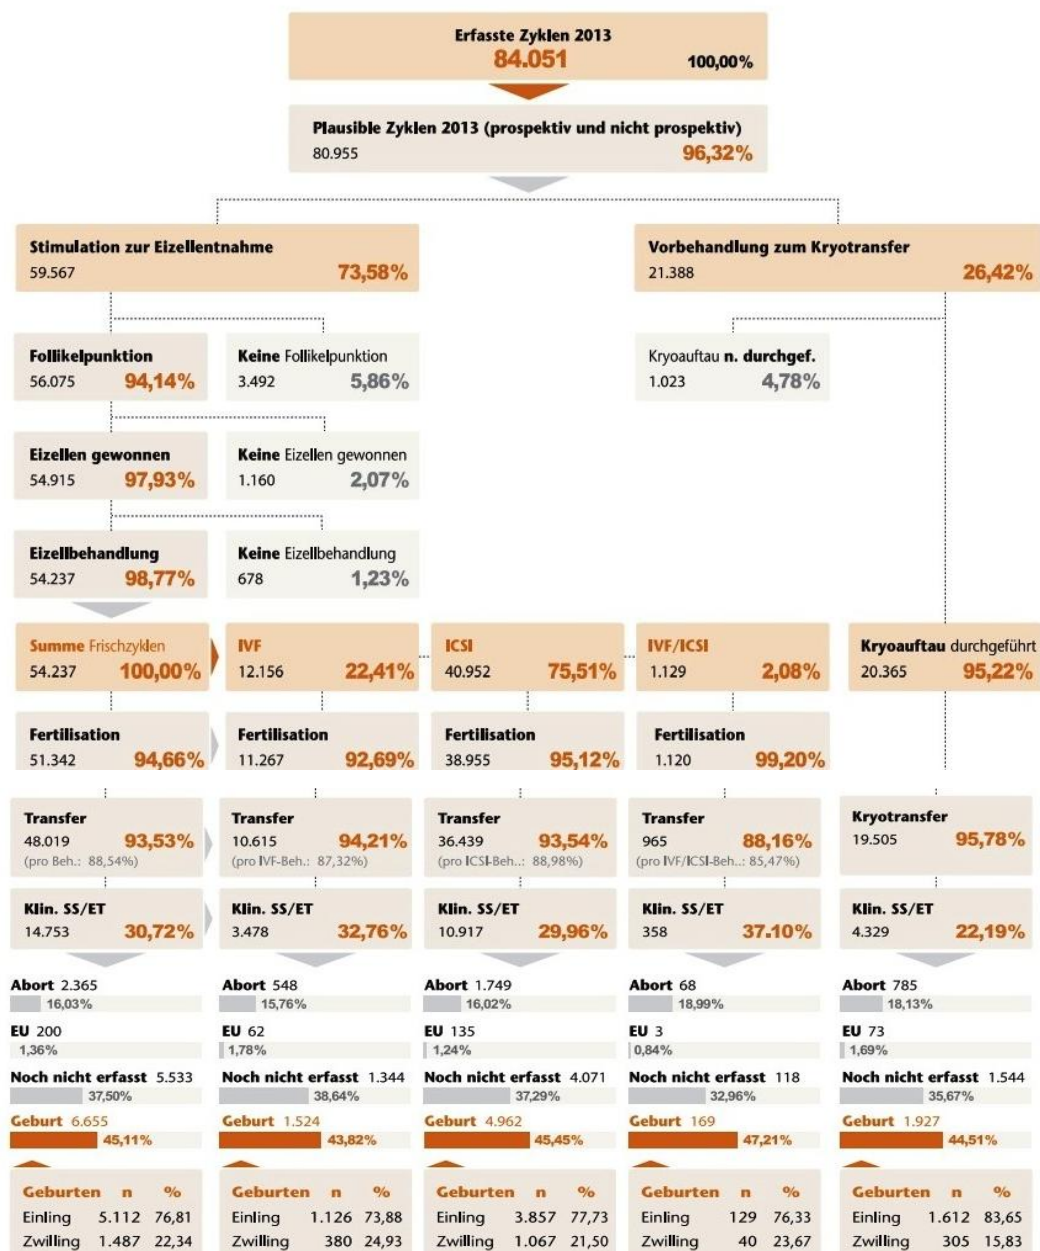 Erfasste Zyklen 2013
84.051 100,00%
Plausible Zyklen 2013 (prospektiv und nicht prospektiv)
80.955 96,32%
Stimulation zur Eizellentnahme
59.567 73,58%
Vorbehandlung zum Kryotransfer
21.388 26,42%
Follikelpunktion
56.075 94,14%
Keine Follikelpunktion
3.492 5,86%
Kryoauftau n. durchgef.
1.023 4,78%
Eizellen gewonnen
54.915 97,93%
Keine Eizellen gewonnen
1.160 2,07%
Eizellbehandlung
54.237 98,77%
Keine Eizellbehandlung
678 1,23%
Summe Frischzyklen
54.237 100,00%
IVF
12.156 22,41%
ICSI
40.952 75,51%
IVF/ICSI
1.129 2,08%
Kryoauftau durchgeführt
20.365 95,22%
Fertilisation
51.342 94,66%
Fertilisation
11.267 92,69%
Fertilisation
38.955 95,12%
Fertilisation
1.120 99,20%
Transfer
48.019 93,53%
(pro Beh.: 88,54%)
Transfer
10.615 94,21%
(pro IVF-Beh.: 87,32%)
Transfer
36.439 93,54%
(pro ICSI-Beh..: 88,98%)
Transfer
965 88,16%
(pro IVF/ICSI-Beh..: 85,47%)
Kryotransfer
19.505 95,78%
Klin. SS/ET
14.753 30,72%
Klin. SS/ET
3.478 32,76%
Klin. SS/ET
10.917 29,96%
Klin. SS/ET
358 37.10%
Klin. SS/ET
4.329 22,19%
Abort 2.365
16,03%
EU 200
1,36%
Noch nicht erfasst 5.533
37,50%
Geburt 6.655
45,11%
Abort 548
15,76%
EU 62
1,78%
Noch nicht erfasst 1.344
38,64%
Geburt 1.524
43,82%
Abort 1.749
16,02%
EU 135
1,24%
Noch nicht erfasst 4.071
37,29%
Geburt 4.962
45,45%
Abort 68
18,99%
EU 3
0,84%
Noch nicht erfasst 118
32,96%
Geburt 169
47,21%
Abort 785
18,13%
EU 73
1,69%
Noch nicht erfasst 1.544
35,67%
Geburt 1.927
44,51%
Geburten n %
Einling 5.112 76,81
Zwilling 1.487 22,34
Geburten n %
Einling 1.126 73,88
Zwilling 380 24,93
Geburten n %
Einling 3.857 77,73
Zwilling 1.067 21,50
Geburten n %
Einling 129 76,33
Zwilling 40 23,67
Geburten n %
Einling 1.612 83,65
Zwilling 305 15,83